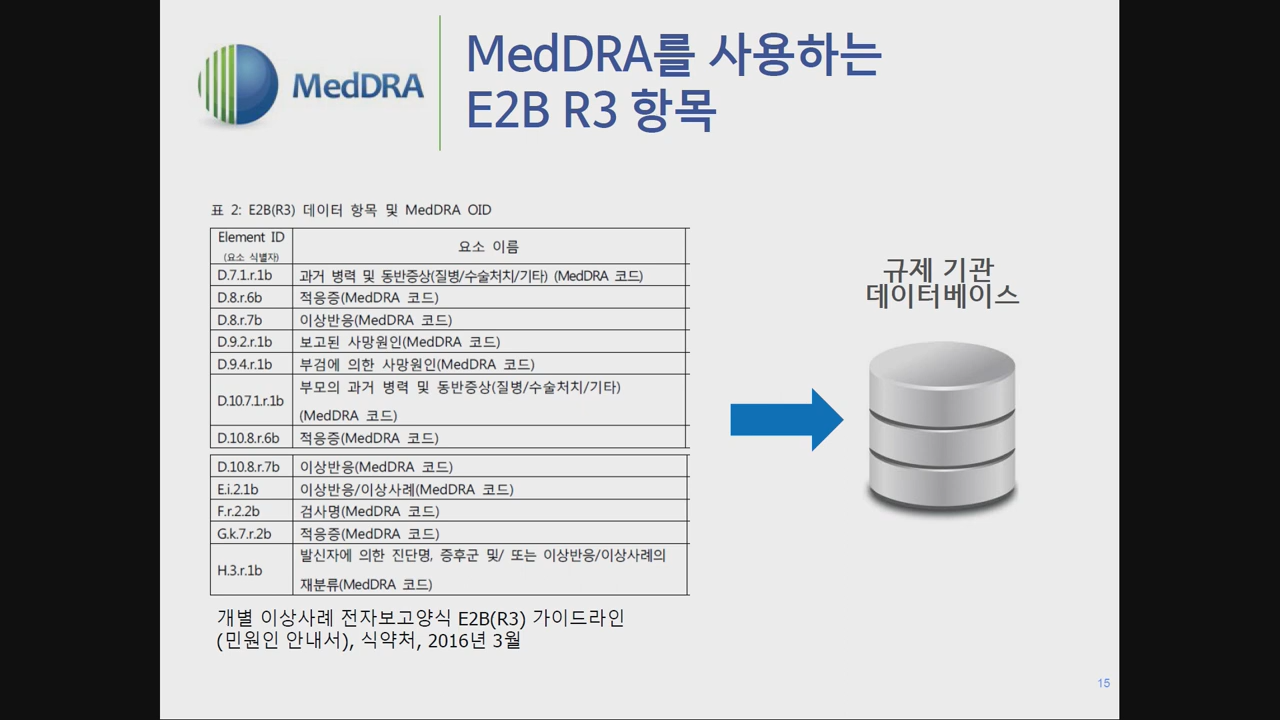 MedDRA
MedDRA를 사용하는
E2B R3 항목
표 2: E2B(R3) 데이터 항목 및 MedDRA OID
Element ID
(요소 식별자)
요소 이름
D.7.1.r.1b 과거 병력 및 동반증상(질병/수술처치/기타) (MedDRA 코드)
D.8.r.6b 적응증(MedDRA 코드)
D.8.r.7b 이상반응(MedDRA 코드)
D.9.2.r.1b 보고된 사망원인(MedDRA 코드)
D.9.4.r.1b 부검에 의한 사망원인(MedDRA 코드)
D.10.7.1.r.1b 부모의 과거 병력 및 동반증상(질병/수술처치/기타)
(MedDRA 코드)
D.10.8.r.6b 적응증(MedDRA 코드)
D.10.8.r.7b 이상반응(MedDRA 코드)
E.i.2.1b 이상반응/이상사례(MedDRA 코드)
F.r.2.2b 검사명(MedDRA 코드)
G.k.7.r.2b 적응증(MedDRA 코드)
H.3.r.1b 발신자에 의한 진단명, 증후군 및/ 또는 이상반응/이상사례의
재분류(MedDRA 코드)
개별 이상사례 전자보고양식 E2B(R3) 가이드라인
(민원인 안내서), 식약처, 2016년 3월
규제 기관
데이터베이스
15